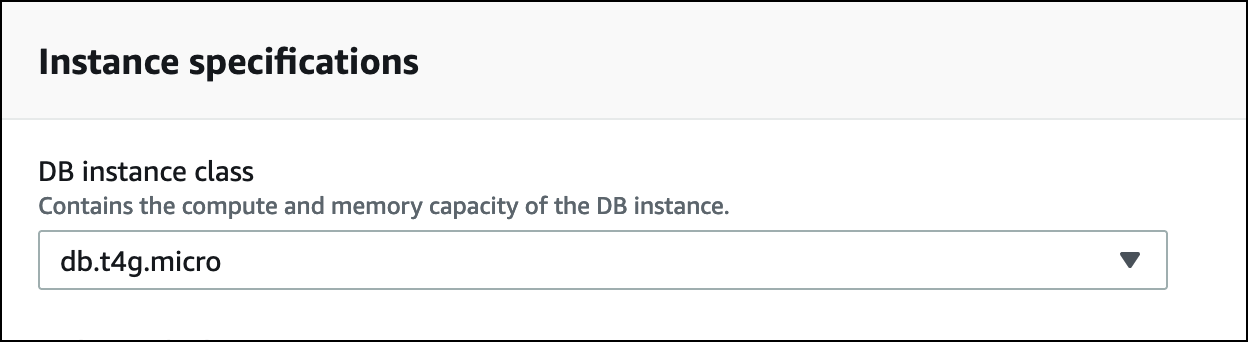 Instance specifications
DB instance class
Contains the compute and memory capacity of the DB instance.
db.t4g.micro